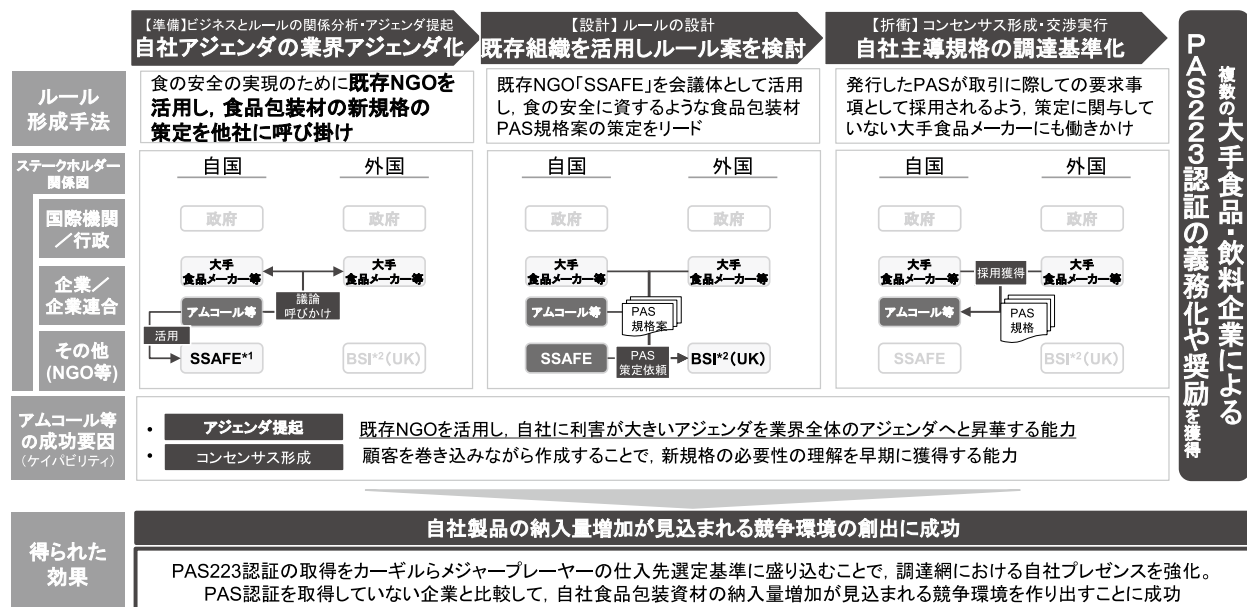 【準備】ビジネスとルールの関係分析・アジェンダ提起
自社アジェンダの業界アジェンダ化
【設計】 ルールの設計
既存組織を活用しルール案を検討
【折衝】 コンセンサス形成・交渉実行
自社主導規格の調達基準化
ルール
形成手法
食の安全の実現のために既存NGOを
活用し，食品包装材の新規格の
策定を他社に呼び掛け
既存NGO「SSAFE」を会議体として活用
し，食の安全に資するような食品包装材
PAS規格案の策定をリード
発行したPASが取引に際しての要求事
項として採用されるよう，策定に関与して
いない大手食品メーカーにも働きかけ
ステークホルダー
関係図
国際機関
／行政
企業／
企業連合
その他
(NGO等)
自国
外国
政府
政府
大手
食品メーカー等
大手
食品メーカー等
アムコール等
議論
呼びかけ
活用
SSAFE*1
BSI*2(UK)
自国
外国
政府
政府
大手
食品メーカー等
大手
食品メーカー等
アムコール等
PAS
規格案
SSAFE
PAS
策定依頼
BSI*2(UK)
自国
外国
政府
政府
大手
食品メーカー等
採用獲得
大手
食品メーカー等
アムコール等
PAS
規格
SSAFE
BSI*2(UK)
複数の大手食品・飲料企業による
PAS223認証の義務化や奨励を獲得
アムコール等
の成功要因
(ケイパビリティ)
・ アジェンダ提起 既存NGOを活用し，自社に利害が大きいアジェンダを業界全体のアジェンダへと昇華する能力
・ コンセンサス形成 顧客を巻き込みながら作成することで，新規格の必要性の理解を早期に獲得する能力
得られた
効果
自社製品の納入量増加が見込まれる競争環境の創出に成功
PAS223認証の取得をカーギルらメジャープレーヤーの仕入先選定基準に盛り込むことで，調達網における自社プレゼンスを強化。
PAS認証を取得していない企業と比較して，自社食品包装資材の納入量増加が見込まれる競争環境を作り出すことに成功